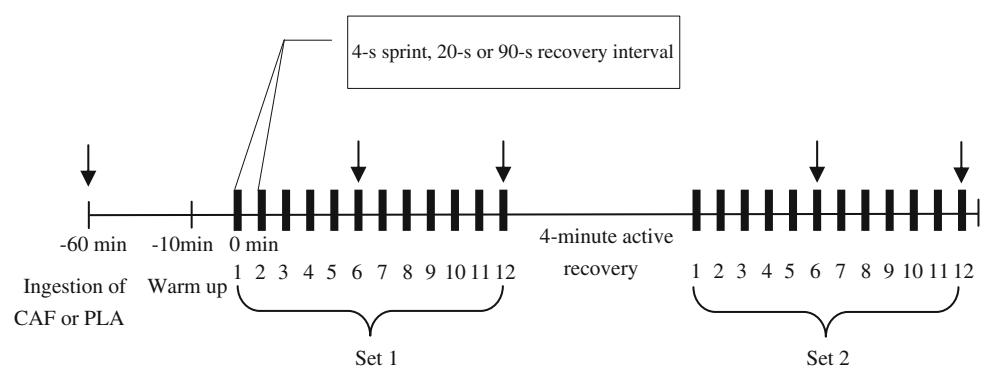 4-s sprint, 20-s or 90-s recovery interval
-60 min -10min 0 min
4-minute active
recovery
1 2 3 4 5 6 7 8 9 10 11 12
1 2 3 4 5 6 7 8 9 10 11 12
Ingestion of
CAF or PLA
Warm up
Set 1
Set 2